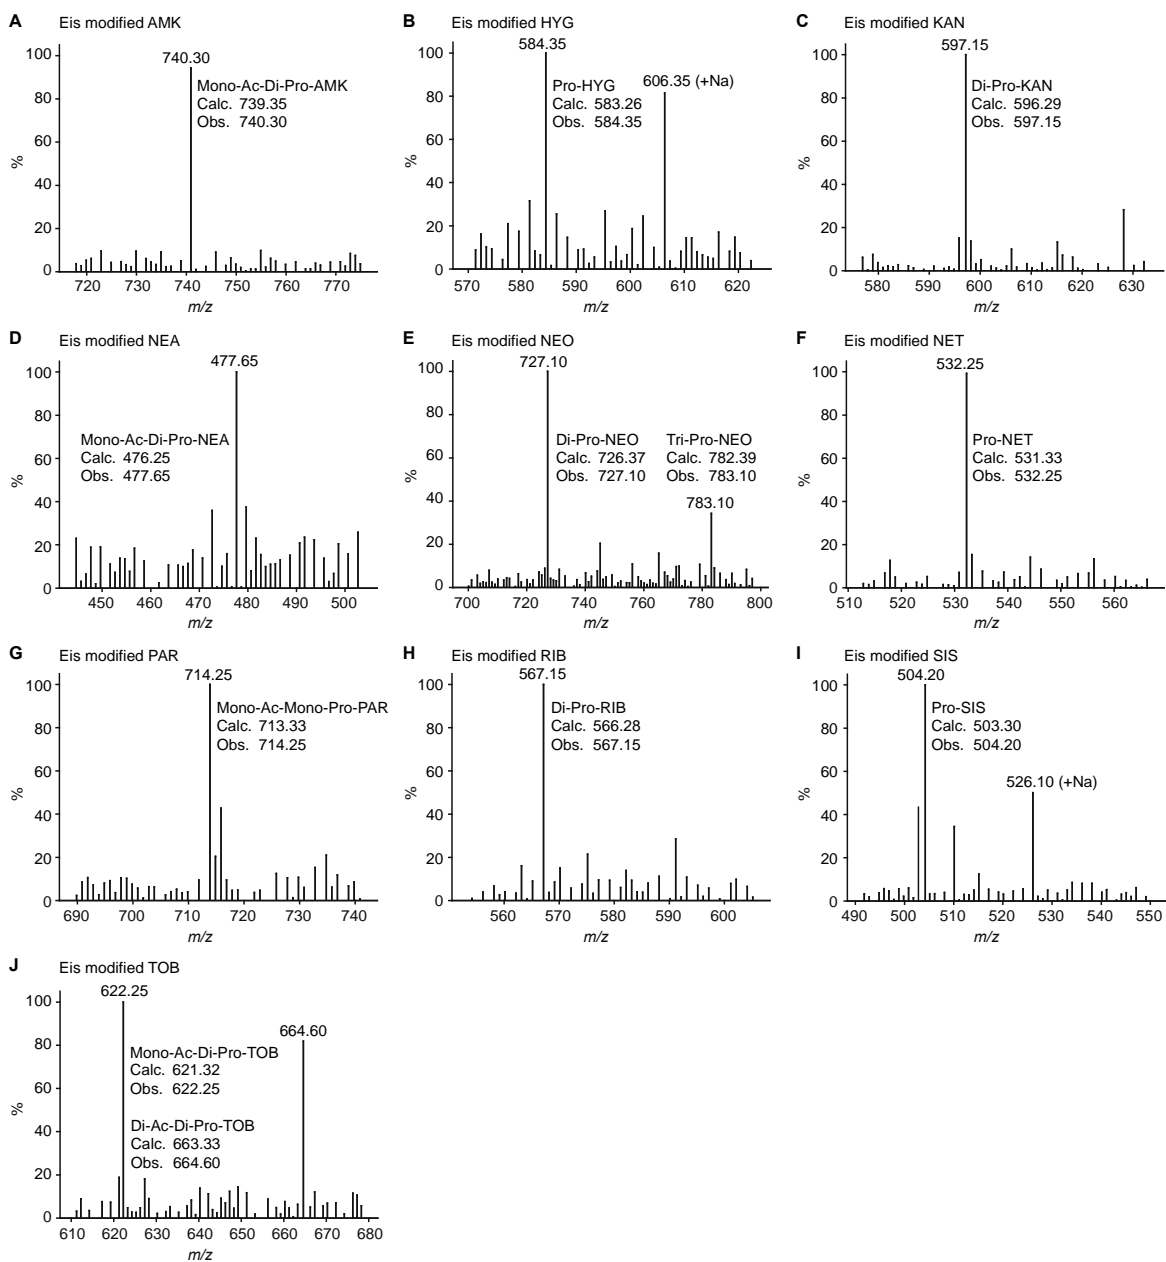 A Eis modified AMK
100
80
60
40
20
0
%
740.30
Mono-Ac-Di-Pro-AMK
Calc. 739.35
Obs. 740.30
720 730 740 750 760 770
m/z
B Eis modified HYG
100
80
60
40
20
0
%
584.35
606.35 (+Na)
Pro-HYG
Calc. 583.26
Obs. 584.35
570 580 590 600 610 620
m/z
C Eis modified KAN
100
80
60
40
20
0
%
597.15
Di-Pro-KAN
Calc. 596.29
Obs. 597.15
580 590 600 610 620 630
m/z
D Eis modified NEA
100
80
60
40
20
0
%
477.65
Mono-Ac-Di-Pro-NEA
Calc. 476.25
Obs. 477.65
450 460 470 480 490 500
m/z
E Eis modified NEO
100
80
60
40
20
0
%
727.10
Di-Pro-NEO
Calc. 726.37
Obs. 727.10
Tri-Pro-NEO
Calc. 782.39
Obs. 783.10
783.10
700 720 740 760 780 800
m/z
F Eis modified NET
100
80
60
40
20
0
%
532.25
Pro-NET
Calc. 531.33
Obs. 532.25
510 520 530 540 550 560
m/z
G Eis modified PAR
100
80
60
40
20
0
%
714.25
Mono-Ac-Mono-Pro-PAR
Calc. 713.33
Obs. 714.25
690 700 710 720 730 740
m/z
H Eis modified RIB
100
80
60
40
20
0
%
567.15
Di-Pro-RIB
Calc. 566.28
Obs. 567.15
560 570 580 590 600
m/z
I Eis modified SIS
100
80
60
40
20
0
%
504.20
Pro-SIS
Calc. 503.30
Obs. 504.20
526.10 (+Na)
490 500 510 520 530 540 550
m/z
J Eis modified TOB
100
80
60
40
20
0
%
622.25
664.60
Mono-Ac-Di-Pro-TOB
Calc. 621.32
Obs. 622.25
Di-Ac-Di-Pro-TOB
Calc. 663.33
Obs. 664.60
610 620 630 640 650 660 670 680
m/z